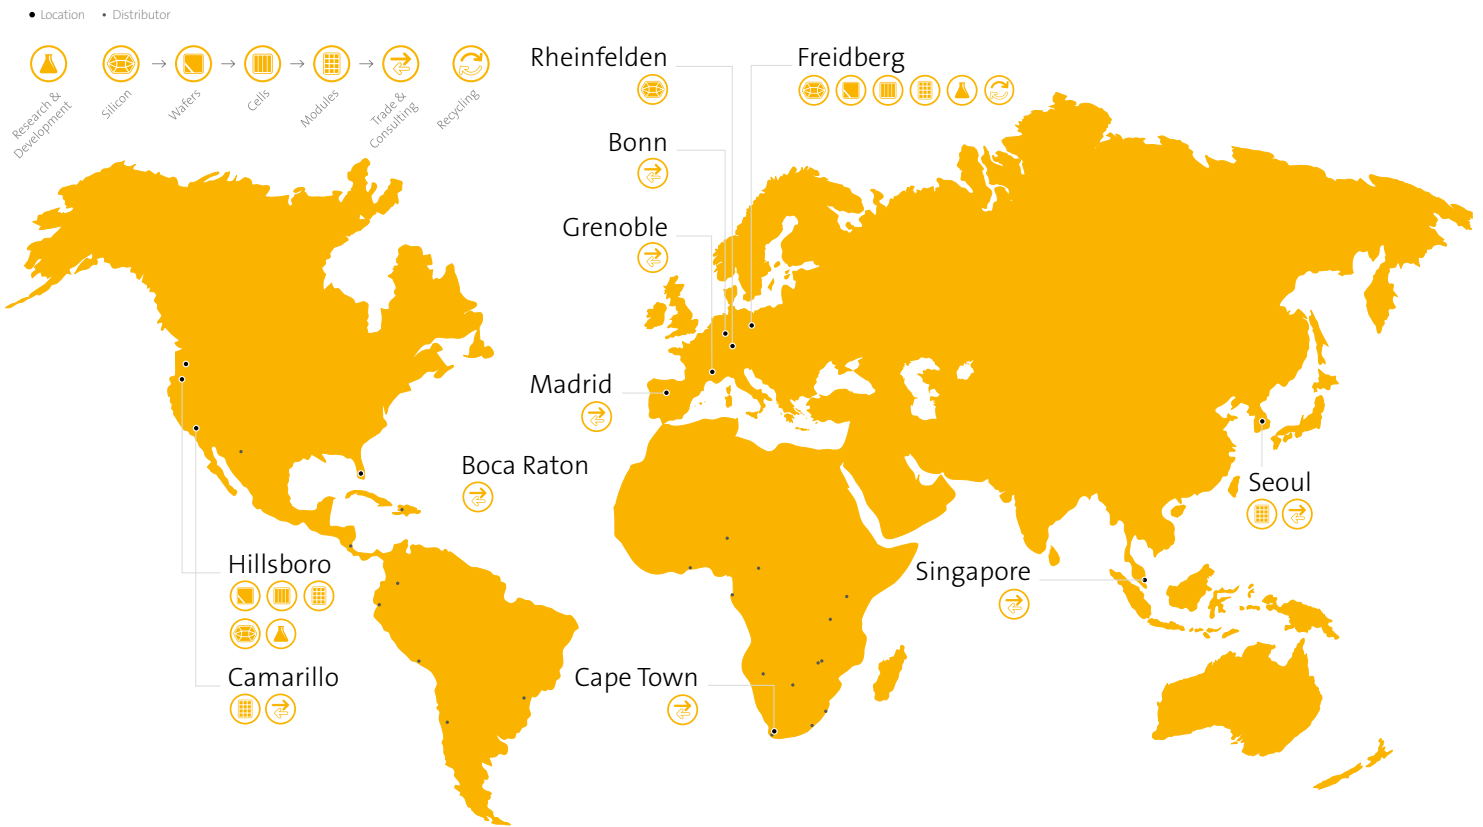 Location
Distributor
Research &
Development
Silicon
Wafers
Cells
Modules
Trade &
Consulting
Recycling
Rheinfelden
Freidberg
Bonn
Grenoble
Madrid
Boca Raton
Seoul
Hillsboro
Singapore
Camarillo
Cape Town